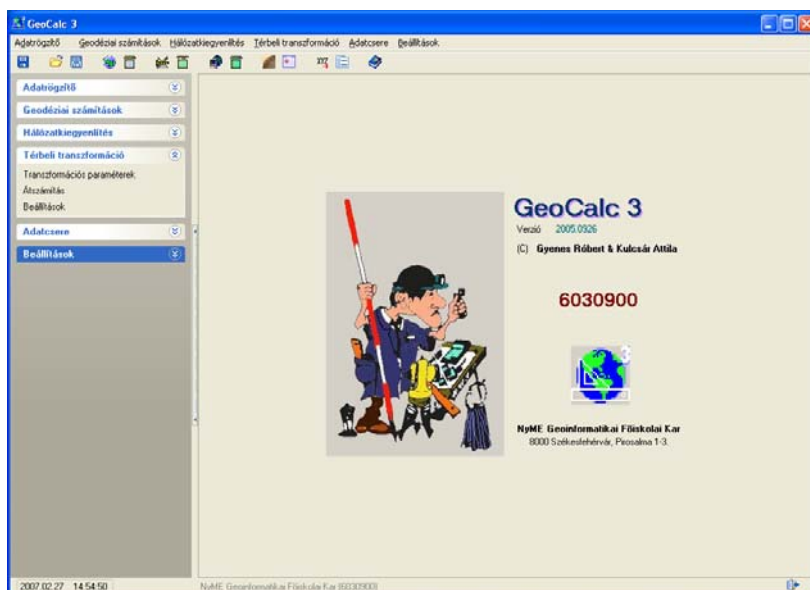 GeoCalc 3
Adatrögzítő Geodéziai számítások Hálózatkiegyenlítés Térbeli transzformáció Adatcsere Beállítások
Adatrögzítő
Geodéziai számítások
Hálózatkiegyenlítés
Térbeli transzformáció
Transzformációs paraméterek
Átszámítás
Beállítások
Adatcsere
Beállítások
GeoCalc 3
Verzió 2005.0926
(C) Gyenes Róbert & Kulcsár Attila
6030900
NyME Geoinformatikai Főiskolai Kar
8000 Székesfehérvár, Pirosalma 1-3.
2007.02.27 14:54:50 NyME Geoinformatikai Főiskolai Kar [6030900]